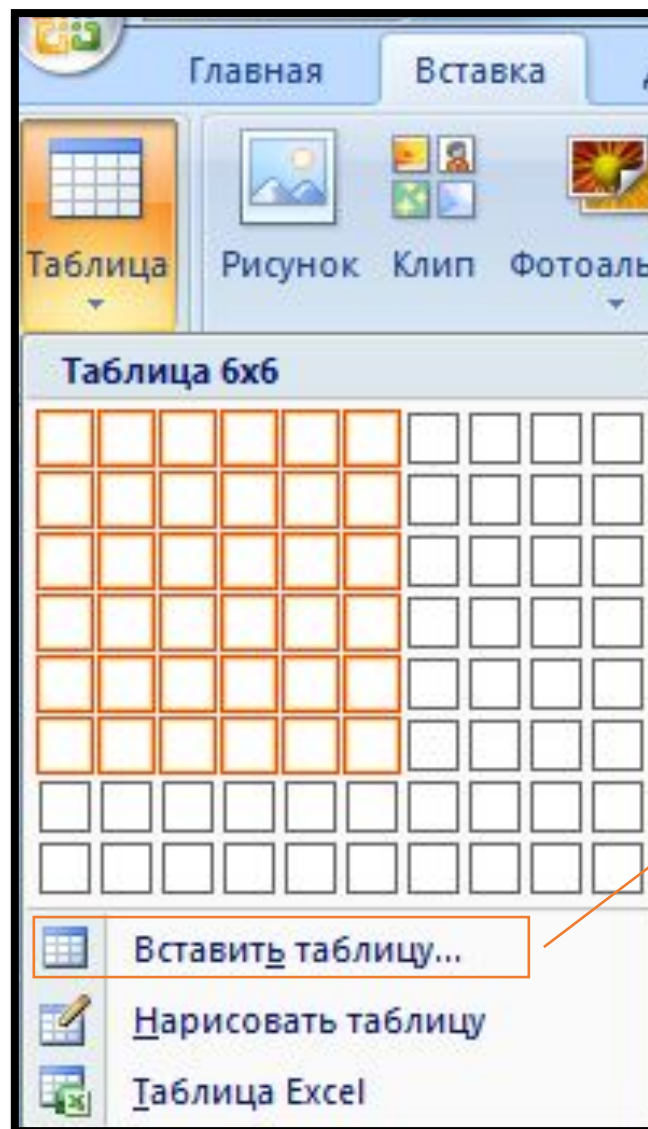 Главная Вставка
Таблица Рисунок Клип
Таблица 6x6
Вставить таблицу...
Нарисовать таблицу
Таблица Excel